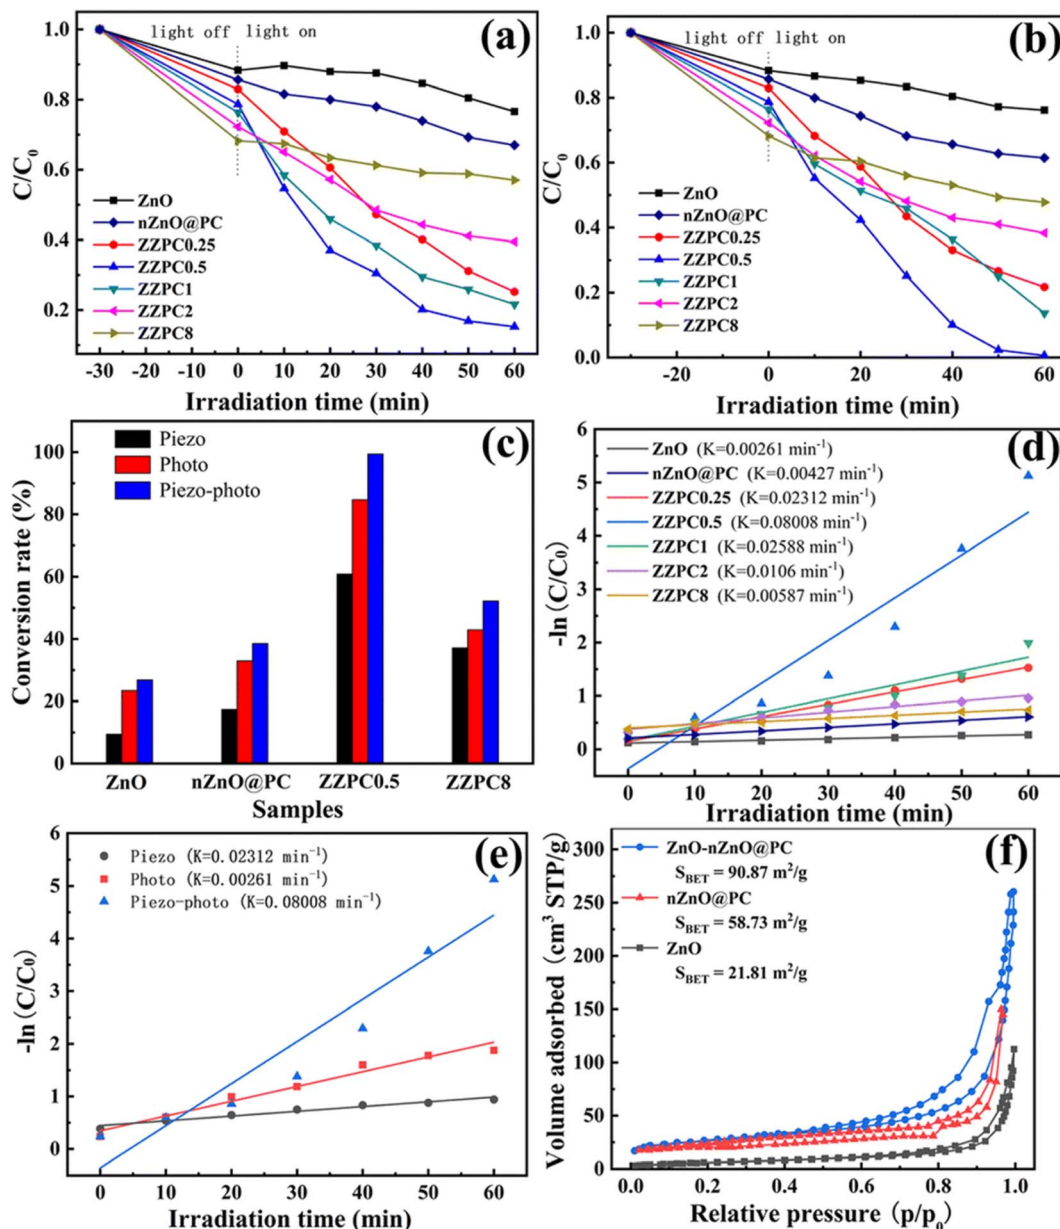 (a)
light off light on
C/C0
1.0
0.8
0.6
0.4
0.2
ZnO
nZnO@PC
ZZPC0.25
ZZPC0.5
ZZPC1
ZZPC2
ZZPC8
-30 -20 -10 0 10 20 30 40 50 60
Irradiation time (min)
(b)
light off light on
C/C0
1.0
0.8
0.6
0.4
0.2
0.0
ZnO
nZnO@PC
ZZPC0.25
ZZPC0.5
ZZPC1
ZZPC2
ZZPC8
-20 0 20 40 60
Irradiation time (min)
(c)
Conversion rate (%)
100
80
60
40
20
0
Piezo
Photo
Piezo-photo
ZnO nZnO@PC ZZPC0.5 ZZPC8
Samples
(d)
-ln(C/C0)
6
5
4
3
2
1
0
ZnO (K=0.00261 min⁻¹)
nZnO@PC (K=0.00427 min⁻¹)
ZZPC0.25 (K=0.02312 min⁻¹)
ZZPC0.5 (K=0.08008 min⁻¹)
ZZPC1 (K=0.02588 min⁻¹)
ZZPC2 (K=0.0106 min⁻¹)
ZZPC8 (K=0.00587 min⁻¹)
0 10 20 30 40 50 60
Irradiation time (min)
(e)
-ln(C/C0)
6
5
4
3
2
1
0
Piezo (K=0.02312 min⁻¹)
Photo (K=0.00261 min⁻¹)
Piezo-photo (K=0.08008 min⁻¹)
0 10 20 30 40 50 60
Irradiation time (min)
(f)
Volume adsorbed (cm³ STP/g)
300
250
200
150
100
50
0
ZnO-nZnO@PC
SBET = 90.87 m²/g
nZnO@PC
SBET = 58.73 m²/g
ZnO
SBET = 21.81 m²/g
0.0 0.2 0.4 0.6 0.8 1.0
Relative pressure (p/p0)